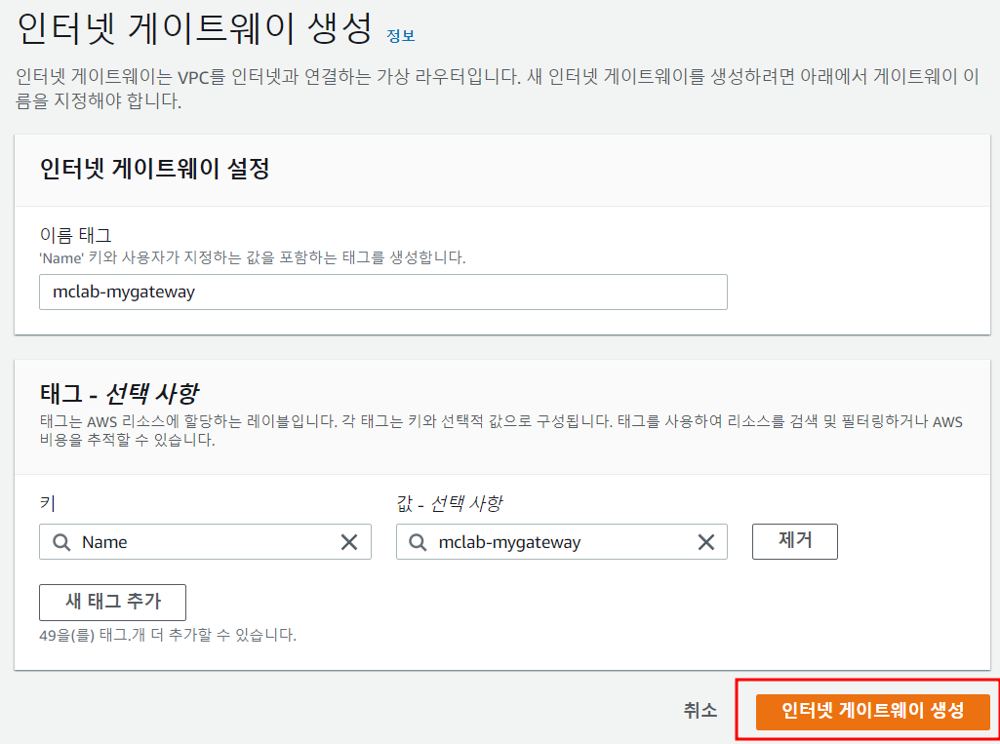 인터넷 게이트웨이 생성 정보
인터넷 게이트웨이는 VPC를 인터넷과 연결하는 가상 라우터입니다. 새 인터넷 게이트웨이를 생성하려면 아래에서 게이트웨이 이
름을 지정해야 합니다.
인터넷 게이트웨이 설정
이름 태그
'Name' 키와 사용자가 지정하는 값을 포함하는 태그를 생성합니다.
mclab-mygateway
태그 - 선택 사항
태그는 AWS 리소스에 할당하는 레이블입니다. 각 태그는 키와 선택적 값으로 구성됩니다. 태그를 사용하여 리소스를 검색 및 필터링하거나 AWS
비용을 추적할 수 있습니다.
키 값 - 선택 사항
Name mclab-mygateway 제거
새 태그 추가
49을(를) 태그.개 더 추가할 수 있습니다.
취소 인터넷 게이트웨이 생성